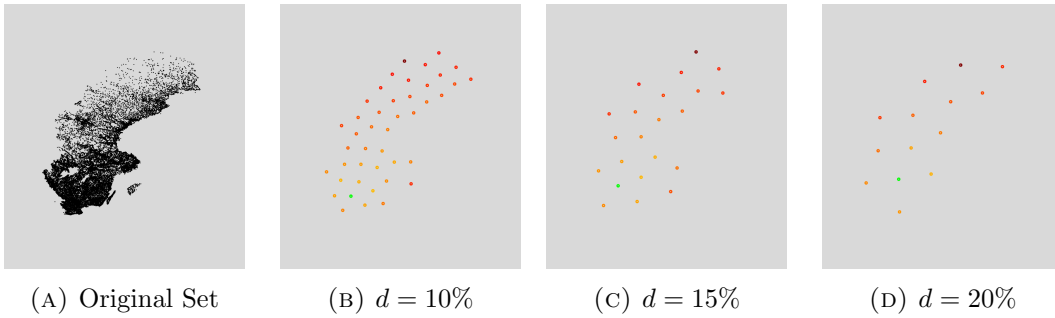 (A) Original Set
(B) d = 10%
(C) d = 15%
(D) d = 20%